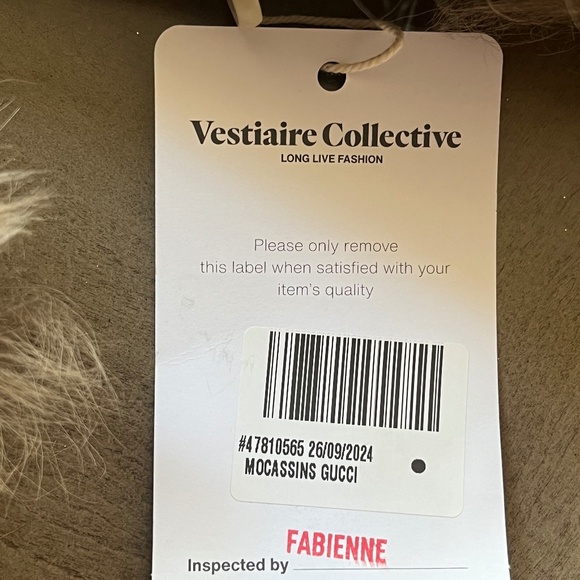 Vestiaire Collective
LONG LIVE FASHION
Please only remove
this label when satisfied with your
item's quality
#47810565 26/09/2024
MOCASSINS GUCCI
FABIENNE
Inspected by